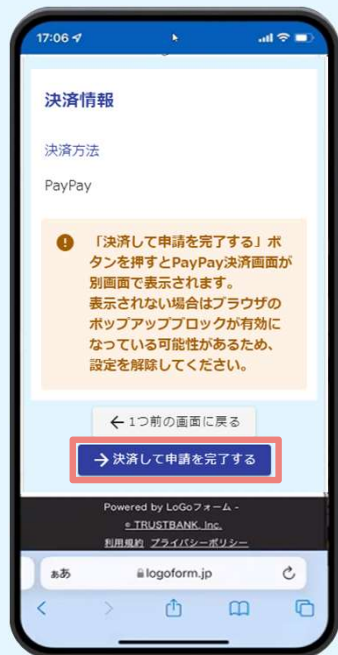 17:06
決済情報
決済方法
PayPay
「決済して申請を完了する」ボ
タンを押すとPayPay決済画面が
別画面で表示されます。
表示されない場合はブラウザの
ポップアップブロックが有効に
なっている可能性があるため、
設定を解除してください。
← 1つ前の画面に戻る
→ 決済して申請を完了する
Powered by LoGoフォーム -
© TRUSTBANK, Inc.
利用規約 プライバシーポリシー
ぁあ logoform.jp